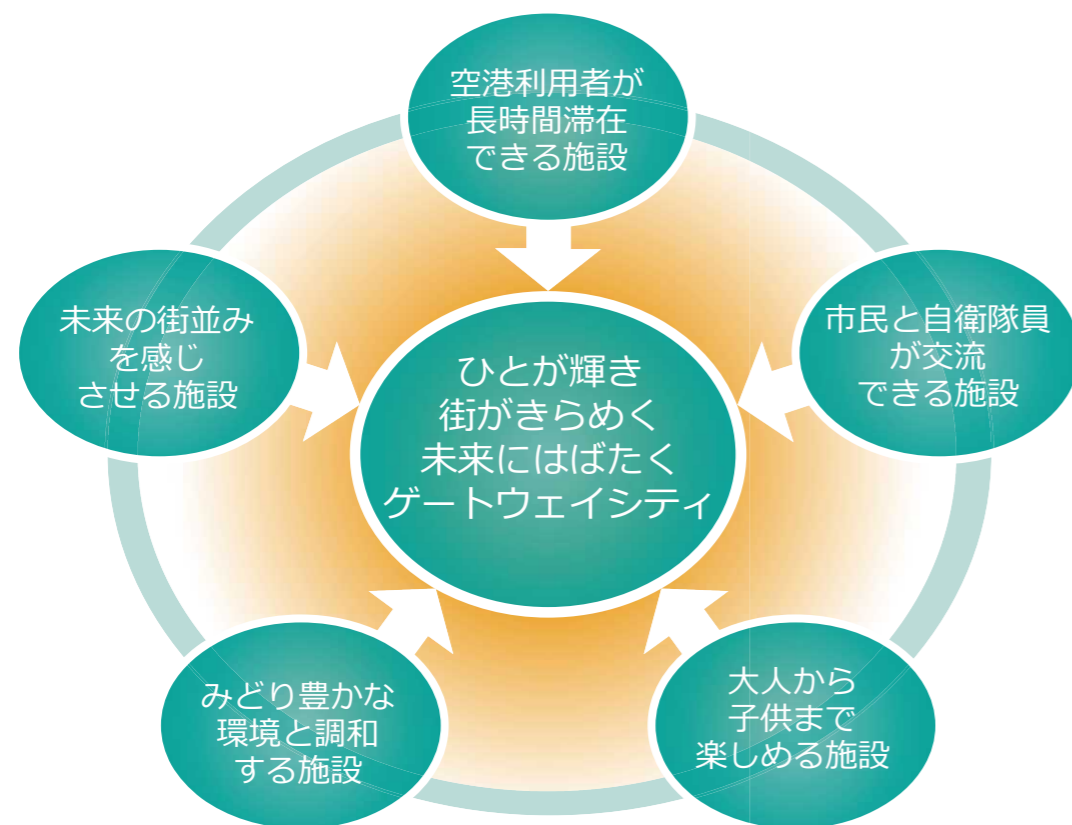 空港利用者が
長時間滞在
できる施設
未来の街並み
を感じ
させる施設
市民と自衛隊員
が交流
できる施設
ひとが輝き
街がきらめく
未来にはばたく
ゲートウェイシティ
みどり豊かな
環境と調和
する施設
大人から
子供まで
楽しめる施設